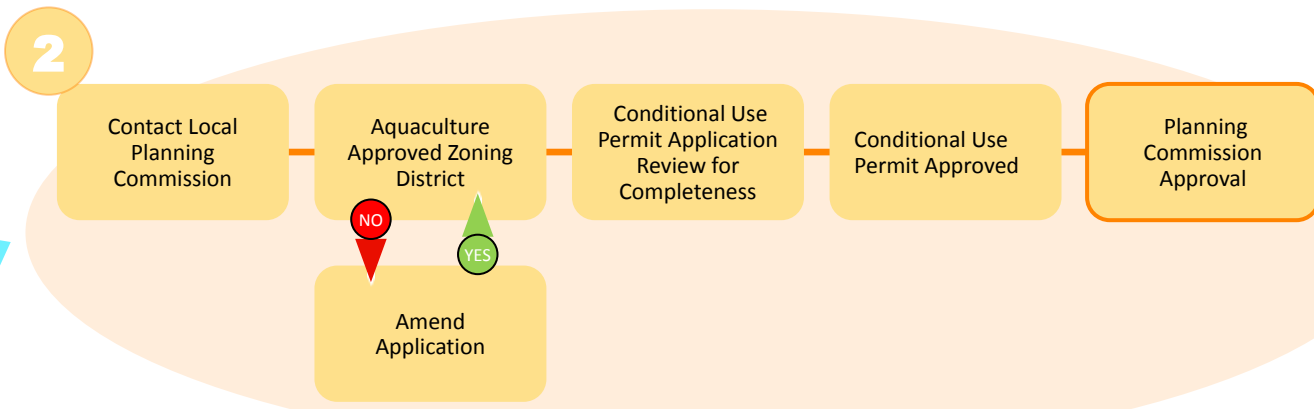 2
Contact Local
Planning
Commission
Aquaculture
Approved Zoning
District
Conditional Use
Permit Application
Review for
Completeness
Conditional Use
Permit Approved
Planning
Commission
Approval
NO
YES
Amend
Application